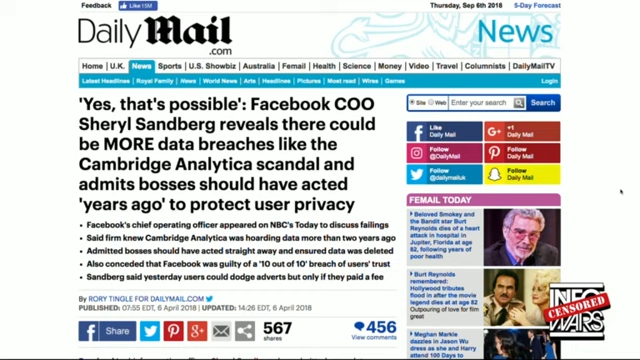 Feedback Like 15M Thursday, Sep 6th 2018 5-Day Forecast
Daily Mail .com News
Home U.K. News Sports U.S. Showbiz Australia Femail Health Science Money Video Travel Columnists DailyMailTV
Latest Headlines Royal Family News World News Arts Headlines Pictures Most read Wires Games Login
'Yes, that's possible': Facebook COO
Sheryl Sandberg reveals there could
be MORE data breaches like the
Cambridge Analytica scandal and
admits bosses should have acted
'years ago' to protect user privacy
Facebook's chief operating officer appeared on NBC's Today to discuss failings
Said firm knew Cambridge Analytica was hoarding data more than two years ago
Admitted bosses should have acted straight away and ensured data was deleted
Also conceded that Facebook was guilty of a '10 out of 10' breach of users' trust
Sandberg said yesterday users could dodge adverts but only if they paid a fee
By RORY TINGLE FOR DAILYMAIL.COM
PUBLISHED: 07:55 EDT, 6 April 2018 | UPDATED: 14:26 EDT, 6 April 2018
Share 567 shares 456 View comments
Site Web Enter your search Search
Like Daily Mail +1 Daily Mail
Follow @DailyMail Follow Daily Mail
Follow @dailymailuk Follow Daily Mail
FEMAIL TODAY
Beloved Smokey and
the Bandit star Burt
Reynolds dies of a heart
attack in hospital in
Jupiter, Florida at age
82, following years of
poor health
Burt Reynolds
remembered:
Hollywood tributes
flood in after the movie
legend dies at age 82
Outpouring of love for
film great
Meghan Markle
dazzles in Jason Wu
dress as she and Harry
attend 100 Days to
INFO
CENSORED
WARS